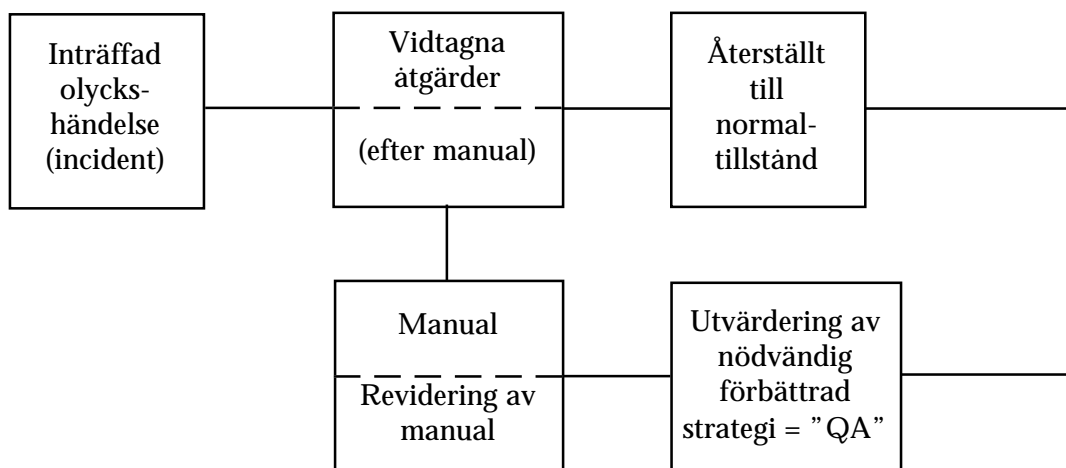 Inträffad
olycks-
händelse
(incident)
Vidtagna
åtgärder
(efter manual)
Återställt
till
normal-
tillstånd
Manual
Revidering av
manual
Utvärdering av
nödvändig
förbättrad
strategi = "QA"